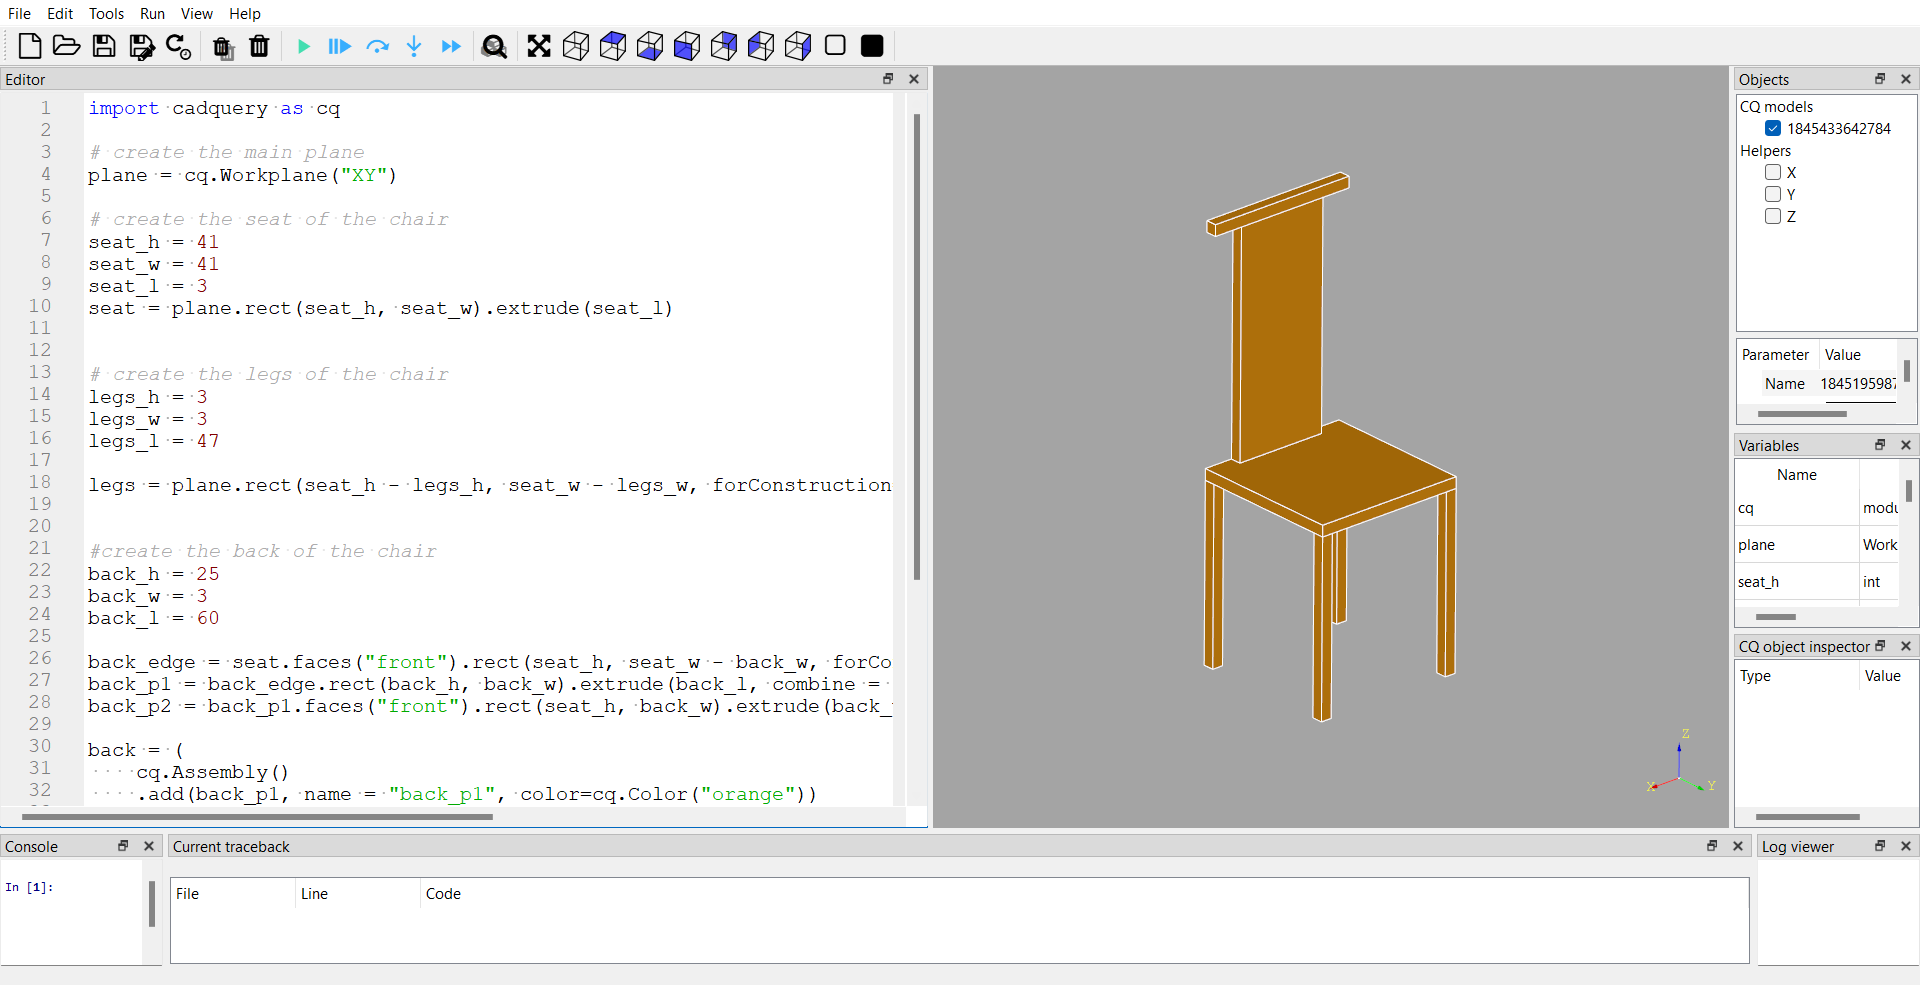 File Edit Tools Run View Help
Editor
1 import cadquery as cq
2
3 # create the main plane
4 plane = cq.Workplane("XY")
5
6 # create the seat of the chair
7 seat_h = 41
8 seat_w = 41
9 seat_l = 3
10 seat = plane.rect(seat_h, seat_w).extrude(seat_l)
11
12
13 # create the legs of the chair
14 legs_h = 3
15 legs_w = 3
16 legs_l = 47
17
18 legs = plane.rect(seat_h - legs_h, seat_w - legs_w, forConstruction
19
20
21 #create the back of the chair
22 back_h = 25
23 back_w = 3
24 back_l = 60
25
26 back_edge = seat.faces("front").rect(seat_h, seat_w - back_w, forCo
27 back_p1 = back_edge.rect(back_h, back_w).extrude(back_l, combine =
28 back_p2 = back_p1.faces("front").rect(seat_h, back_w).extrude(back_
29
30 back = (
31 cq.Assembly()
32 .add(back_p1, name = "back_p1", color=cq.Color("orange"))
Z
X
Y
Objects
CQ models
1845433642784
Helpers
X
Y
Z
Parameter Value
Name 184519598
Variables
Name
cq modu
plane Work
seat_h int
CQ object inspector
Type Value
Console
In [1]:
Current traceback
File Line Code
Log viewer